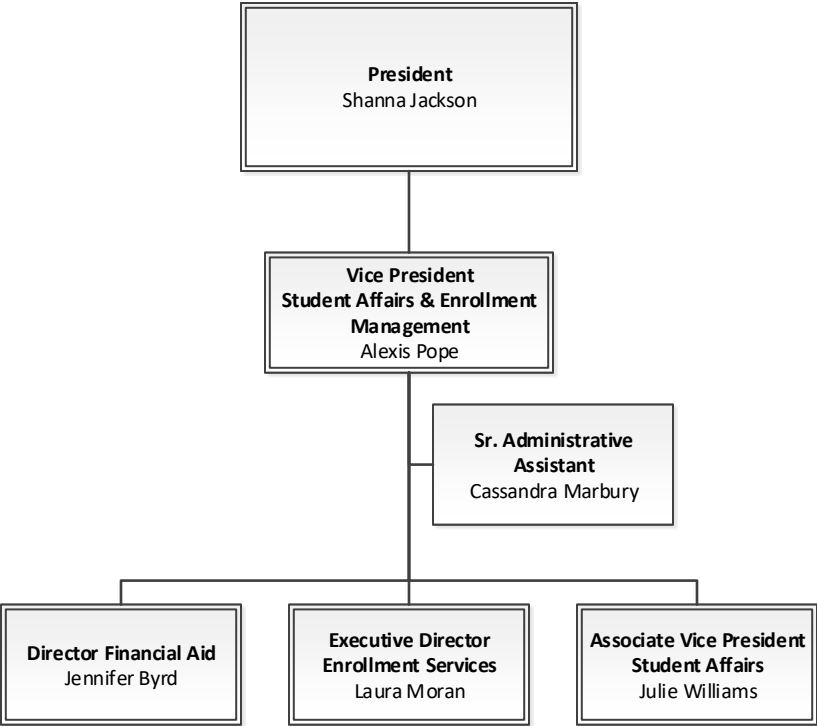 President
Shanna Jackson
Vice President
Student Affairs & Enrollment
Management
Alexis Pope
Sr. Administrative
Assistant
Cassandra Marbury
Director Financial Aid
Jennifer Byrd
Executive Director
Enrollment Services
Laura Moran
Associate Vice President
Student Affairs
Julie Williams